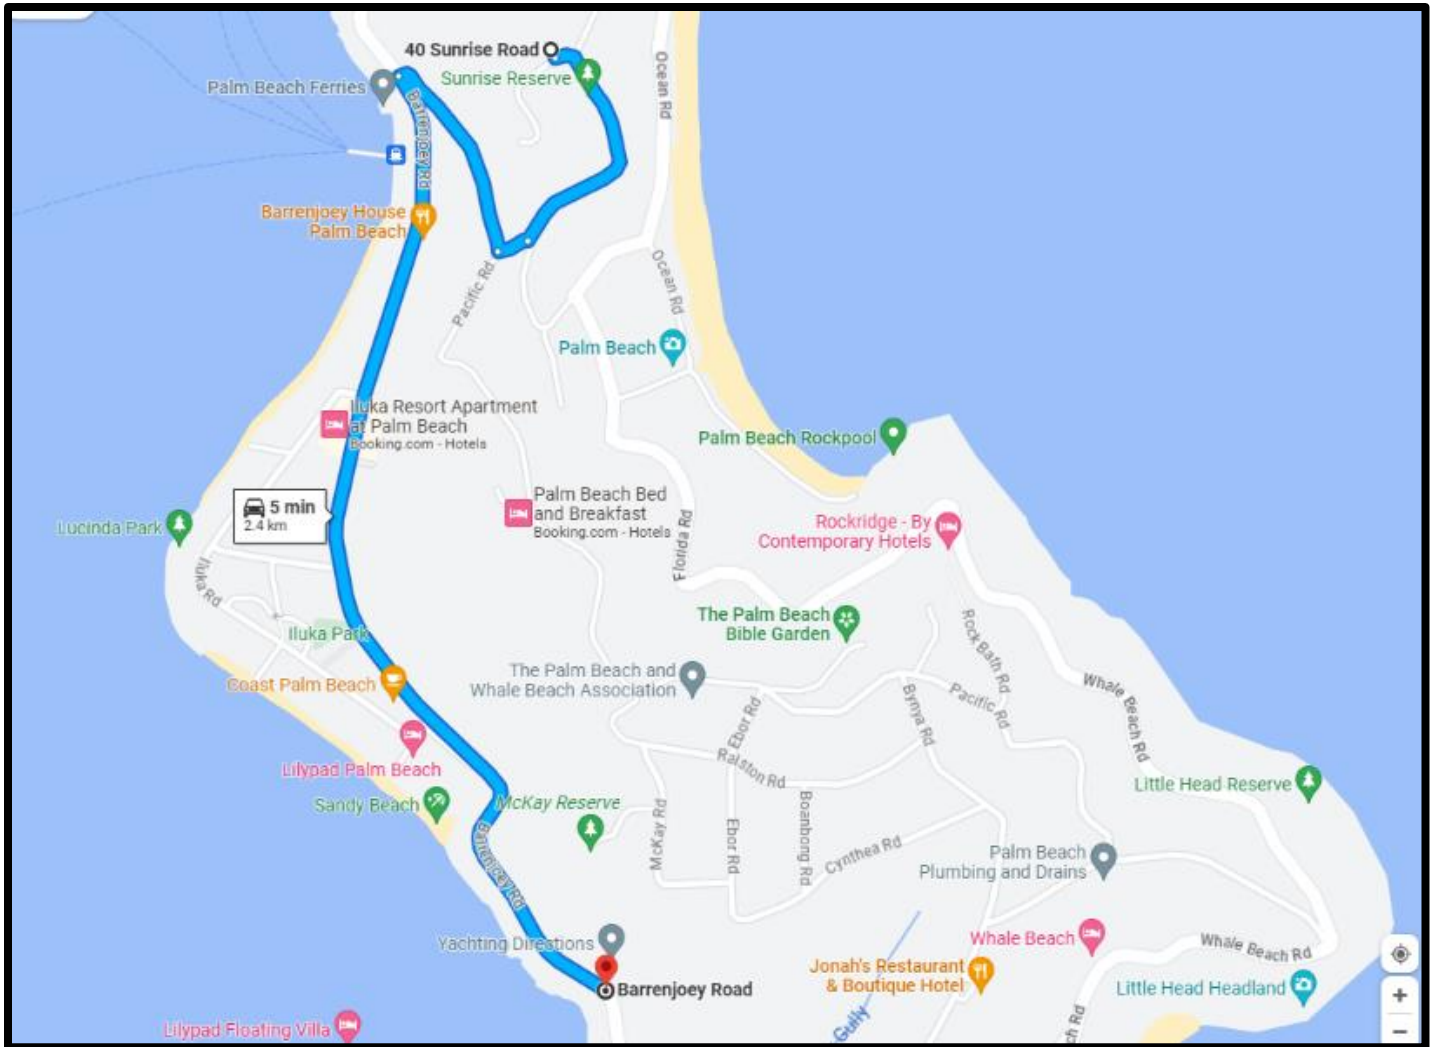 40 Sunrise Road
Sunrise Reserve
Palm Beach Ferries
Ocean Rd
Barrenjoey Rd
Barrenjoey House
Palm Beach
Ocean Rd
Pacific Rd
Palm Beach
Iluka Resort Apartment
at Palm Beach
Booking.com - Hotels
Palm Beach Rockpool
5 min
2.4 km
Palm Beach Bed
and Breakfast
Booking.com - Hotels
Lucinda Park
Rockridge - By
Contemporary Hotels
Florida Rd
Iluka Rd
The Palm Beach
Bible Garden
Iluka Park
Rock Bath Rd
The Palm Beach and
Whale Beach Association
Coast Palm Beach
Whale Beach Rd
Pacific Rd
Bynya Rd
Ebor Rd
Ralston Rd
Lilypad Palm Beach
Little Head Reserve
Sandy Beach
McKay Reserve
McKay Rd
Ebor Rd
Boanbong Rd
Cynthea Rd
Palm Beach
Plumbing and Drains
Barrenjoey Rd
Yachting Directions
Whale Beach
Whale Beach Rd
Jonah's Restaurant
& Boutique Hotel
Barrenjoey Road
Little Head Headland
+
Lilypad Floating Villa
Gully
ch Rd
−